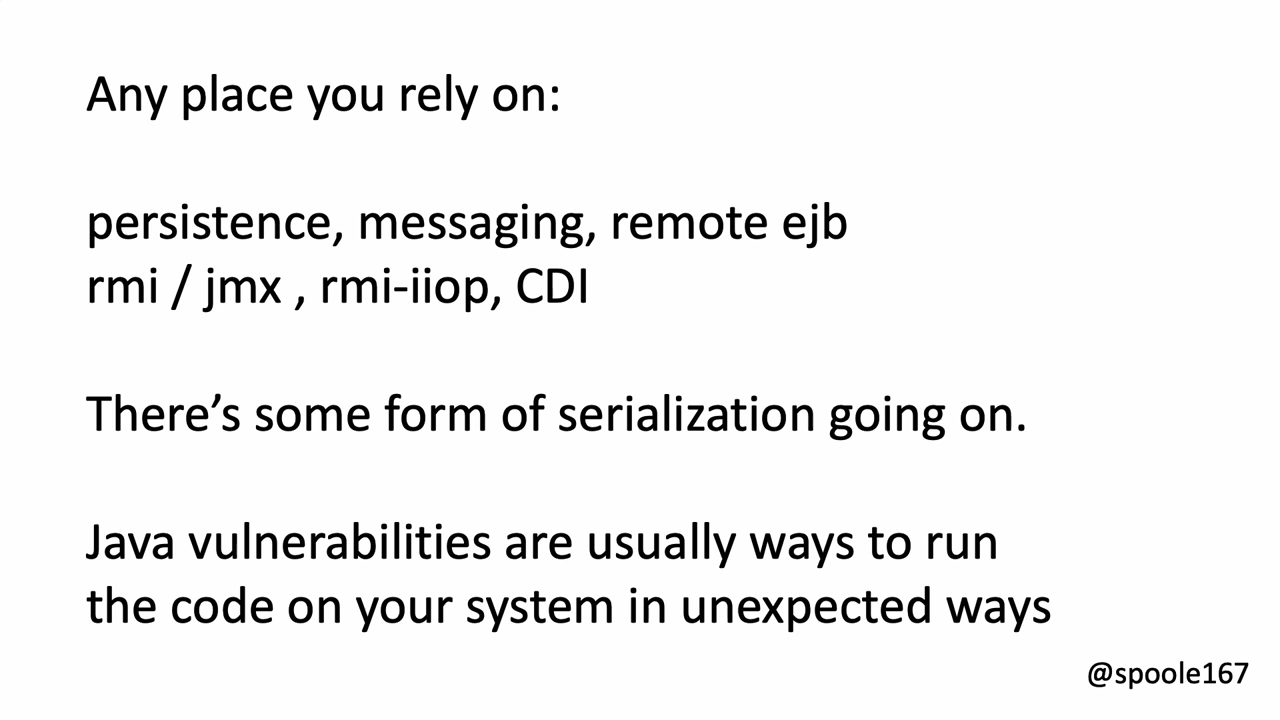 Any place you rely on:
persistence, messaging, remote ejb
rmi / jmx , rmi-iiop, CDI
There’s some form of serialization going on.
Java vulnerabilities are usually ways to run
the code on your system in unexpected ways
@spoole167